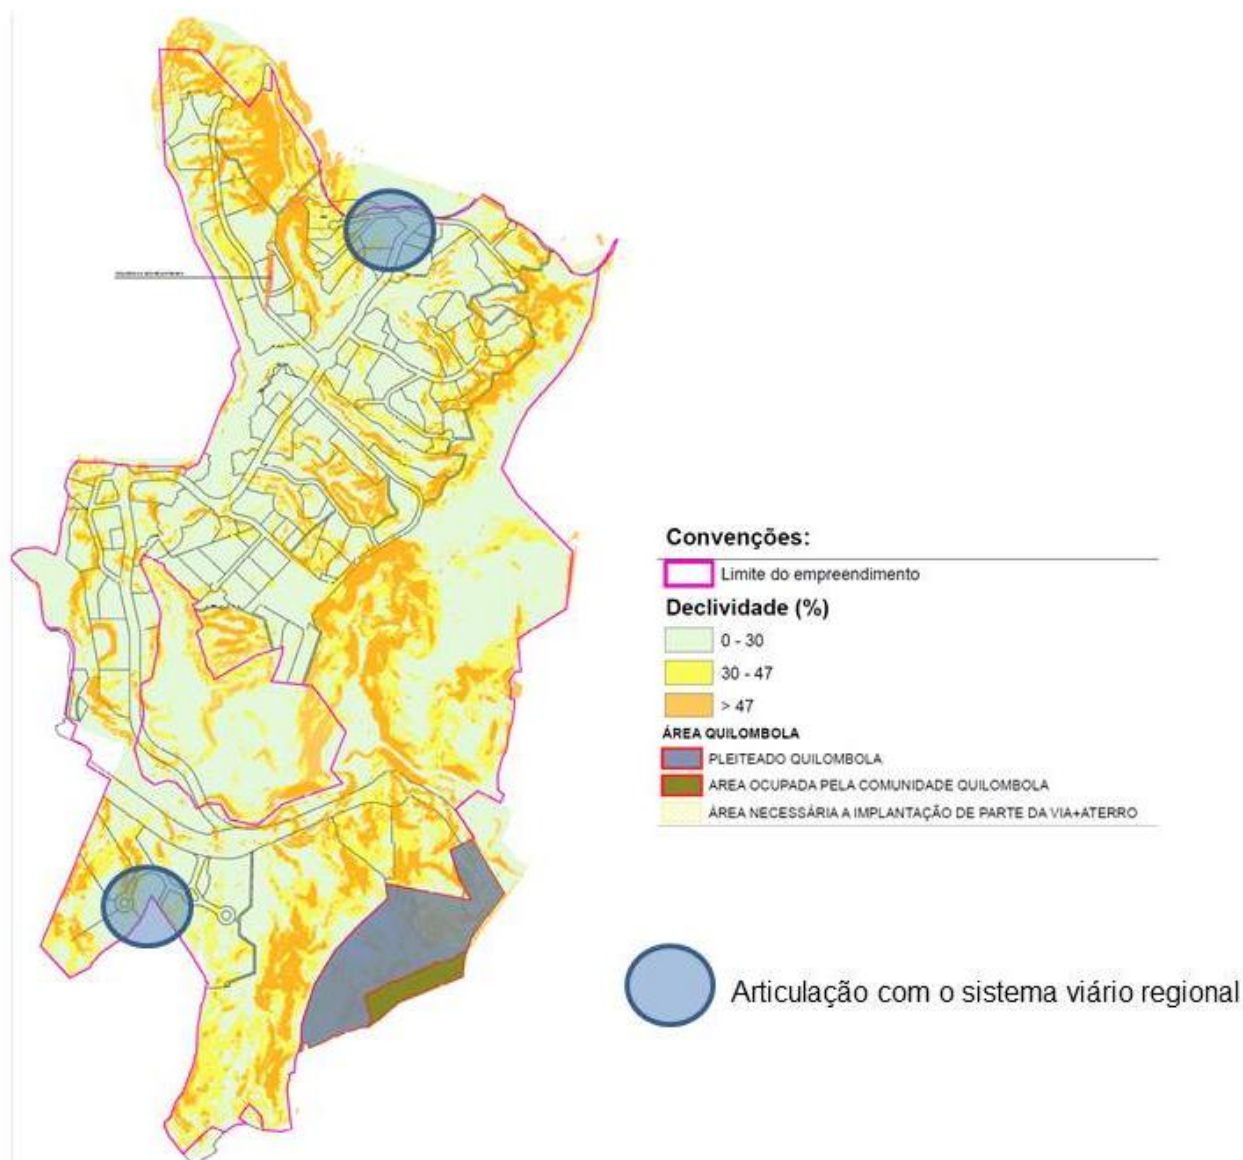 Convenções:
Limite do empreendimento
Declividade (%)
0 - 30
30 - 47
> 47
ÁREA QUILOMBOLA
PLEITEADO QUILOMBOLA
AREA OCUPADA PELA COMUNIDADE QUILOMBOLA
ÁREA NECESSÁRIA A IMPLANTAÇÃO DE PARTE DA VIA+ATERRO
Articulação com o sistema viário regional